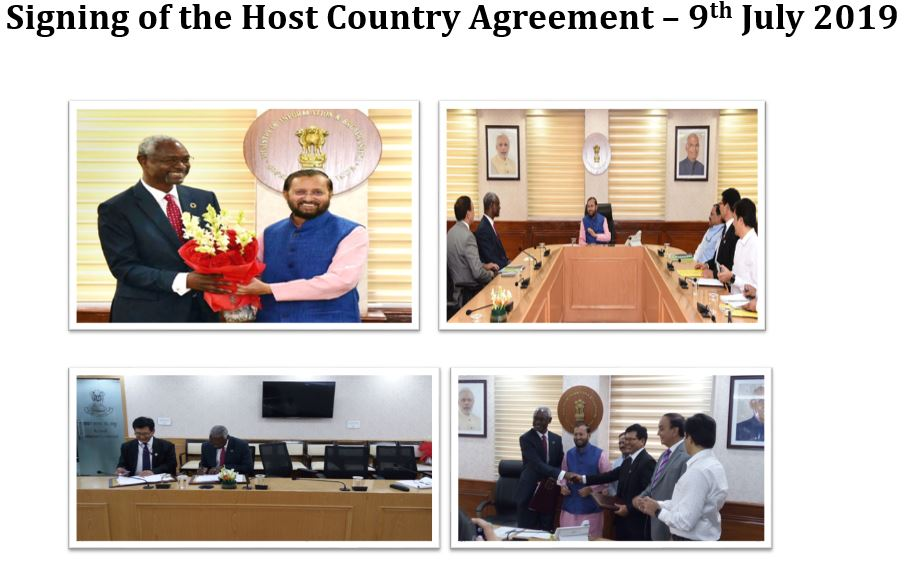 Signing of the Host Country Agreement – 9th July 2019